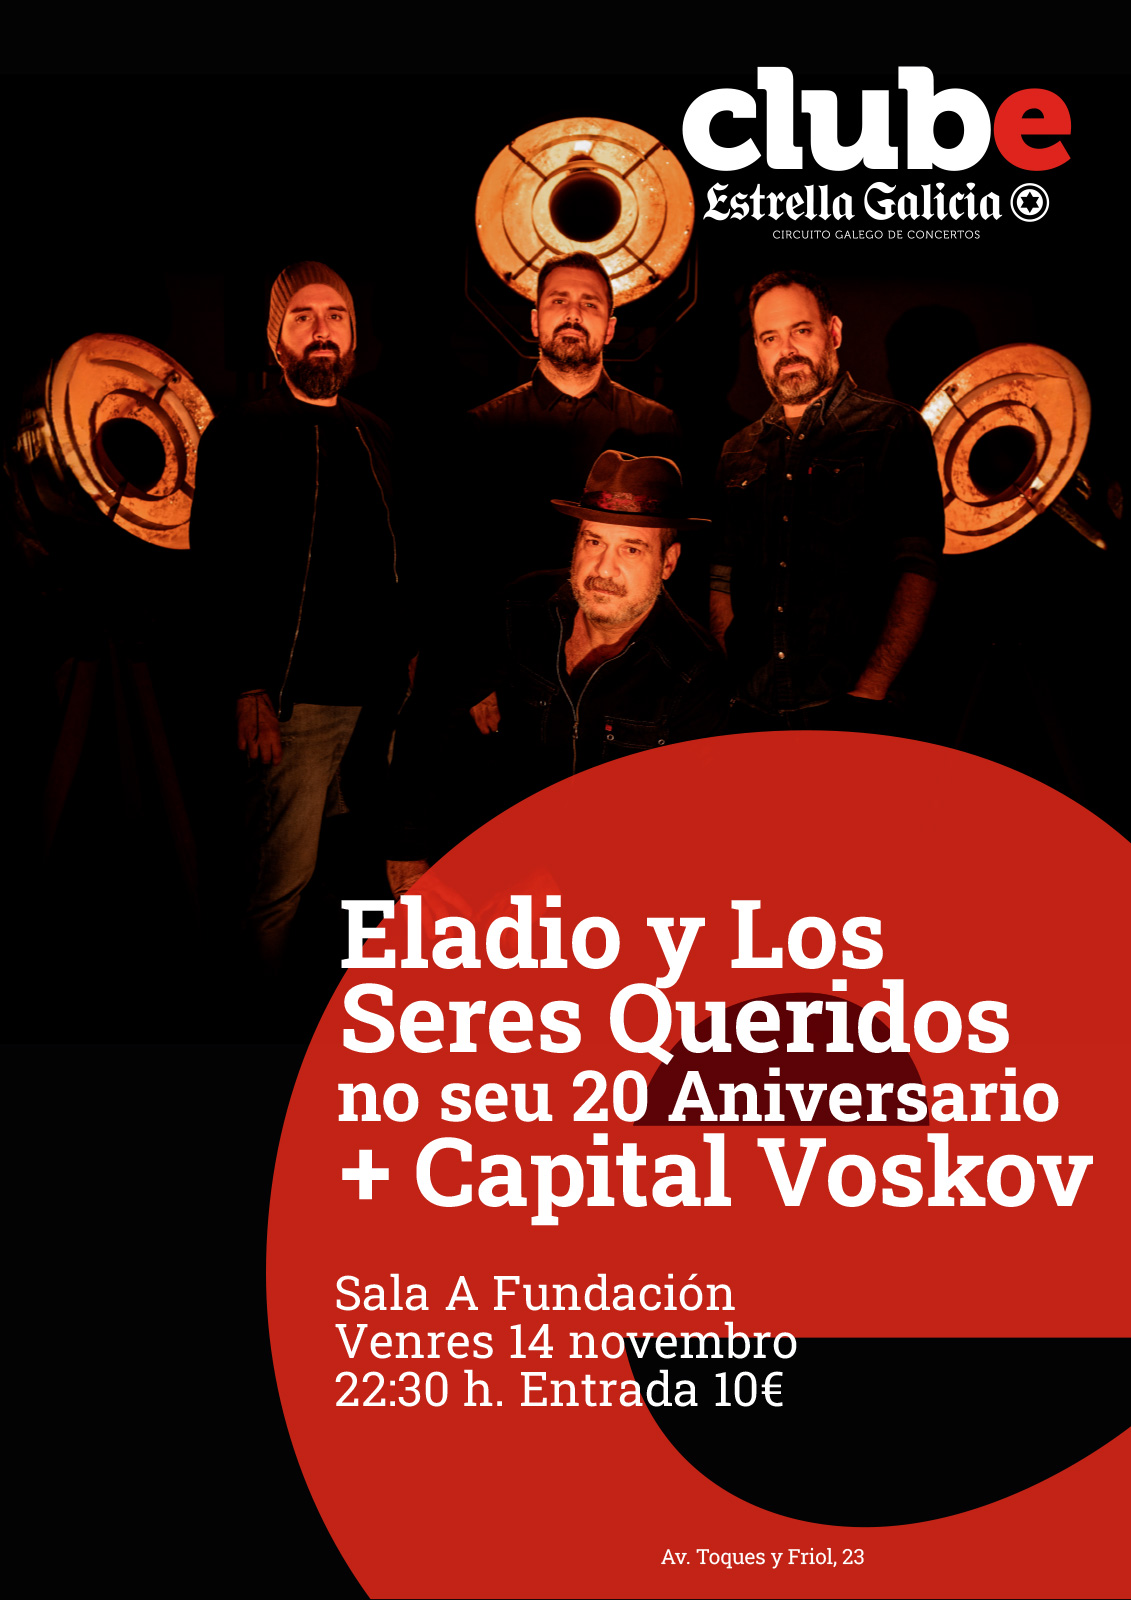 clube
Estrella Galicia
CIRCUITO GALEGO DE CONCERTOS
Eladio y Los
Seres Queridos
no seu 20 Aniversario
+ Capital Voskov
Sala A Fundación
Venres 14 novembro
22:30 h. Entrada 10€
Av. Toques y Friol, 23